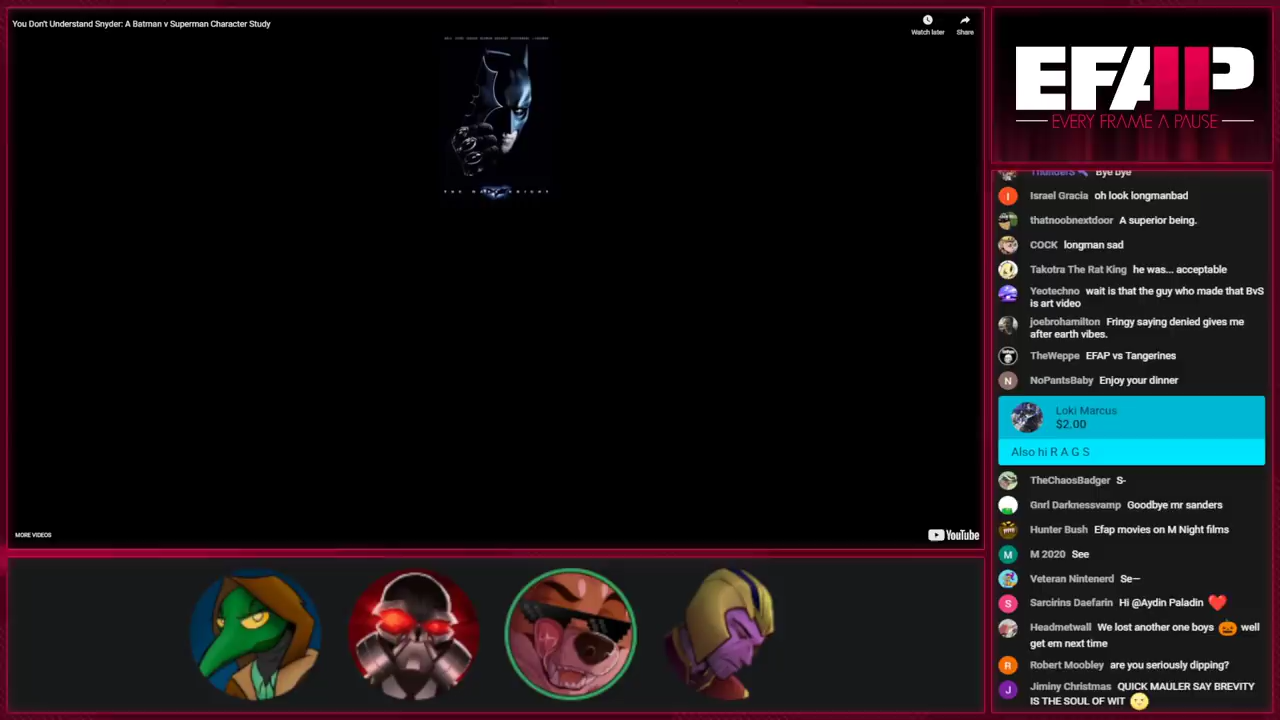 You Don't Understand Snyder: A Batman v Superman Character Study
Watch later
Share
THE DARK KNIGHT
MORE VIDEOS
YouTube
EFAP
EVERY FRAME A PAUSE
Bye bye
Israel Gracia oh look longmanbad
thatnoobnextdoor A superior being.
COCK longman sad
Takotra The Rat King he was... acceptable
Yeotechno wait is that the guy who made that BvS
is art video
joebrohamilton Fringy saying denied gives me
after earth vibes.
TheWeppe EFAP vs Tangerines
N
NoPantsBaby Enjoy your dinner
Loki Marcus
$2.00
Also hi R A G S
TheChaosBadger S-
Gnrl Darknessvamp Goodbye mr sanders
Hunter Bush Efap movies on M Night films
M
M 2020 See
Veteran Nintenerd Se—
S
Sarcirins Daefarin Hi @Aydin Paladin ❤️
Headmetwall We lost another one boys 🎃 well
get em next time
R
Robert Moobley are you seriously dipping?
J
Jiminy Christmas QUICK MAULER SAY BREVITY
IS THE SOUL OF WIT